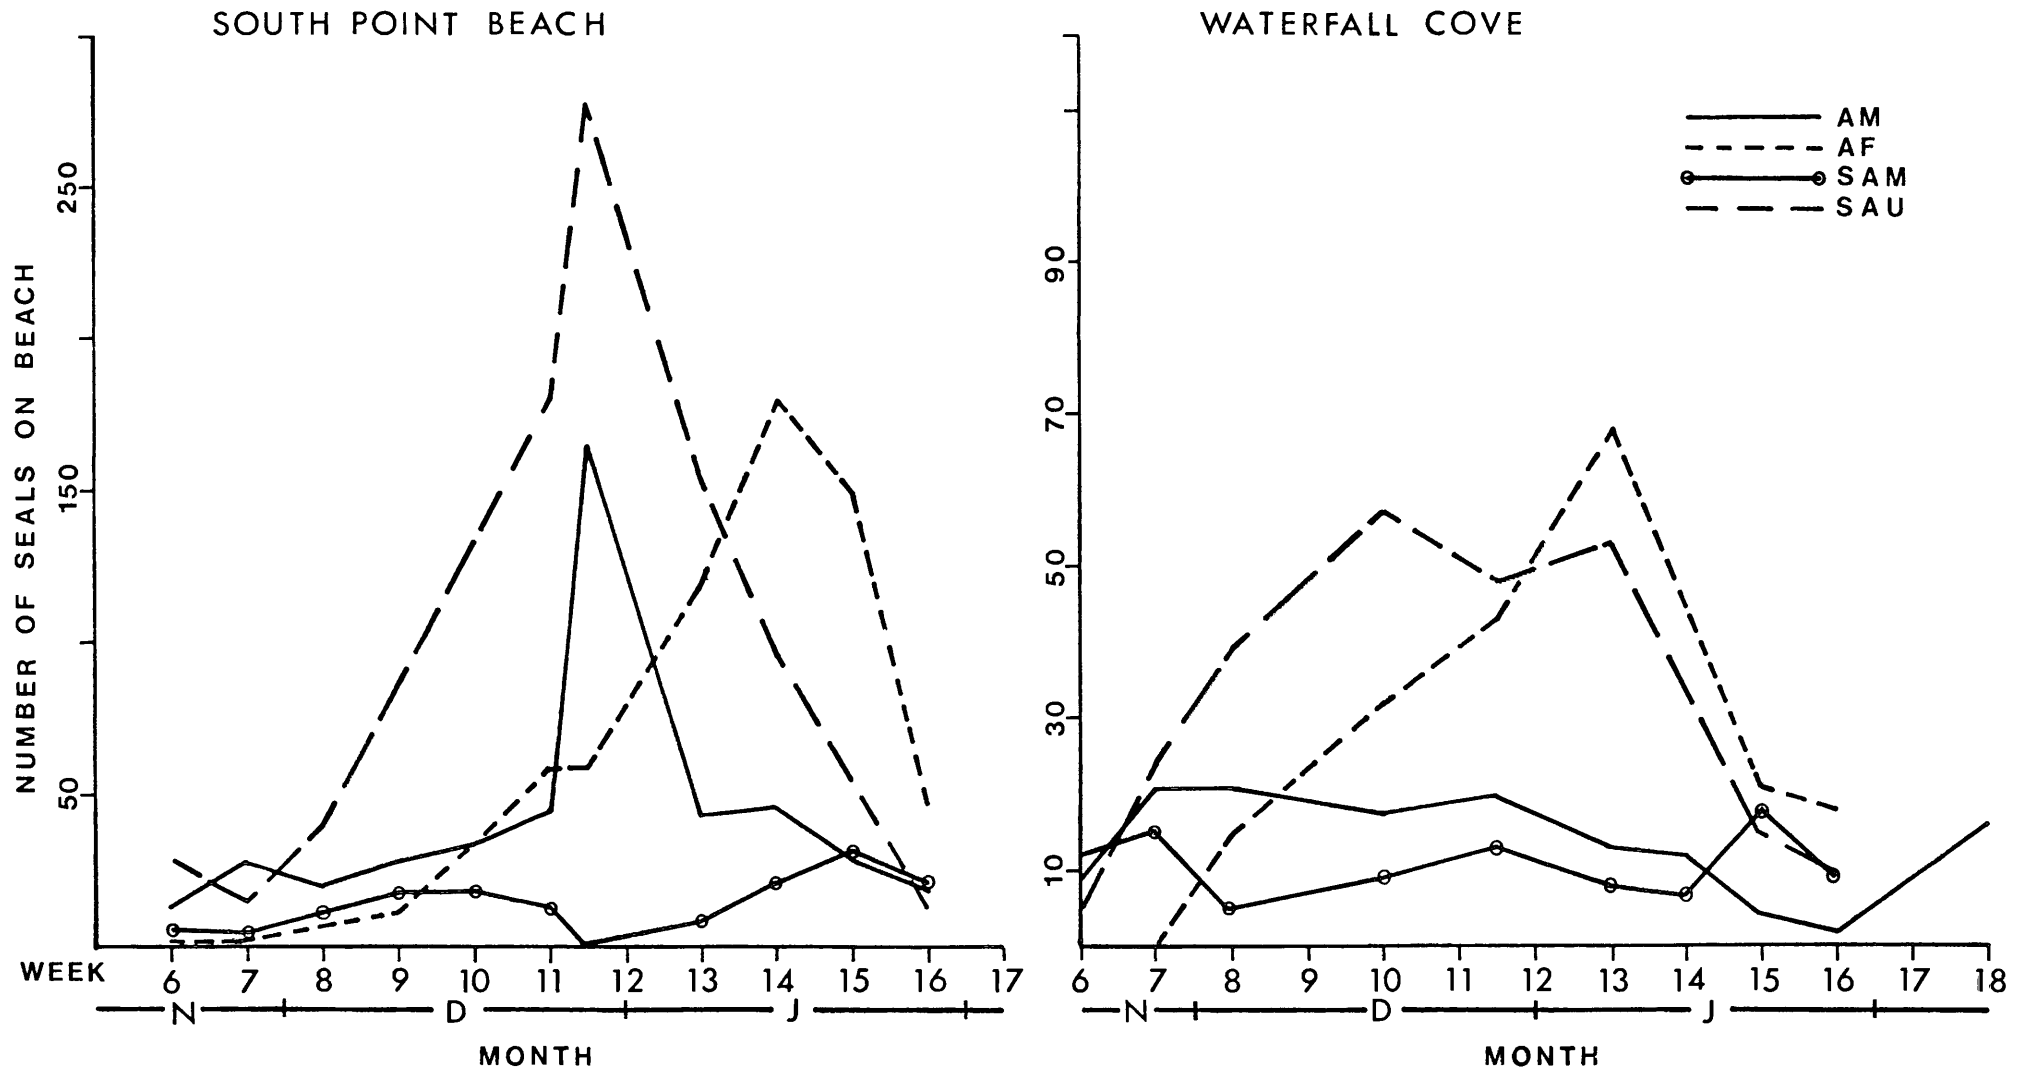 SOUTH POINT BEACH
WATERFALL COVE
AM
AF
SAM
SAU
NUMBER OF SEALS ON BEACH
250
150
50
90
70
50
30
10
WEEK 6 7 8 9 10 11 12 13 14 15 16 17
6 7 8 9 10 11 12 13 14 15 16 17 18
N D J
N D J
MONTH
MONTH